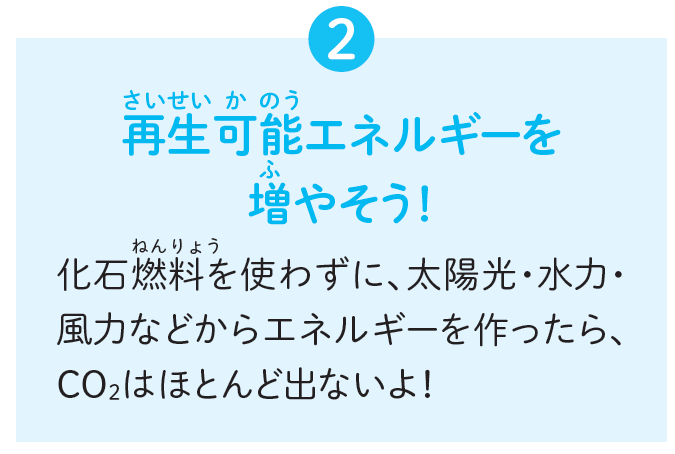 2
さいせい か のう
再生可能エネルギーを
ふ
増やそう!
ねんりょう
化石燃料を使わずに、太陽光・水力・
風力などからエネルギーを作ったら、
CO₂はほとんど出ないよ!